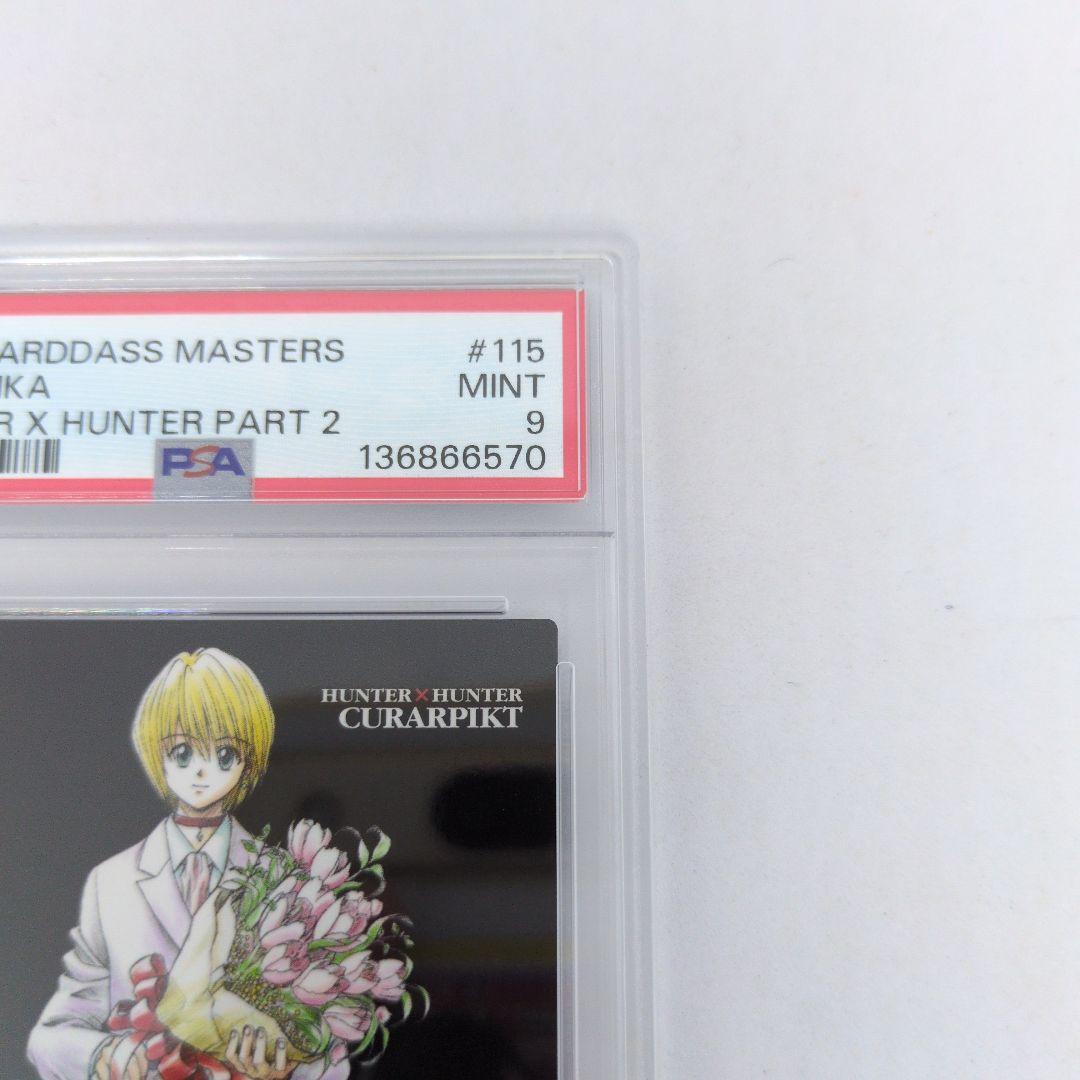 ARDDASS MASTERS #115
IKA MINT
R X HUNTER PART 2 9
PSA 136866570
HUNTER×HUNTER
CURARPIKT